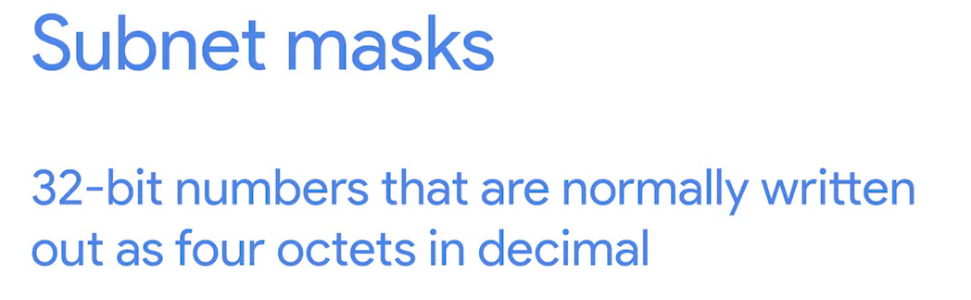 Subnet masks
32-bit numbers that are normally written
out as four octets in decimal